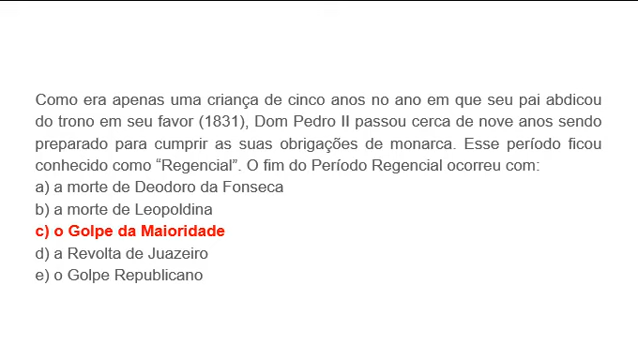 Como era apenas uma criança de cinco anos no ano em que seu pai abdicou
do trono em seu favor (1831), Dom Pedro II passou cerca de nove anos sendo
preparado para cumprir as suas obrigações de monarca. Esse período ficou
conhecido como “Regencial”. O fim do Período Regencial ocorreu com:
a) a morte de Deodoro da Fonseca
b) a morte de Leopoldina
c) o Golpe da Maioridade
d) a Revolta de Juazeiro
e) o Golpe Republicano